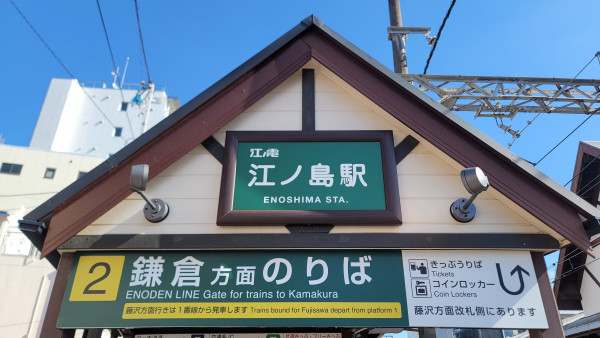 江ノ電
江ノ島駅
ENOSHIMA STA.
2 鎌倉方面のりば
ENODEN LINE Gate for trains to Kamakura
藤沢方面行きは1番線から発車します Trains bound for Fujisawa depart from platform 1.
きっぷうりば
Tickets
コインロッカー
Coin Lockers
藤沢方面改札側にあります